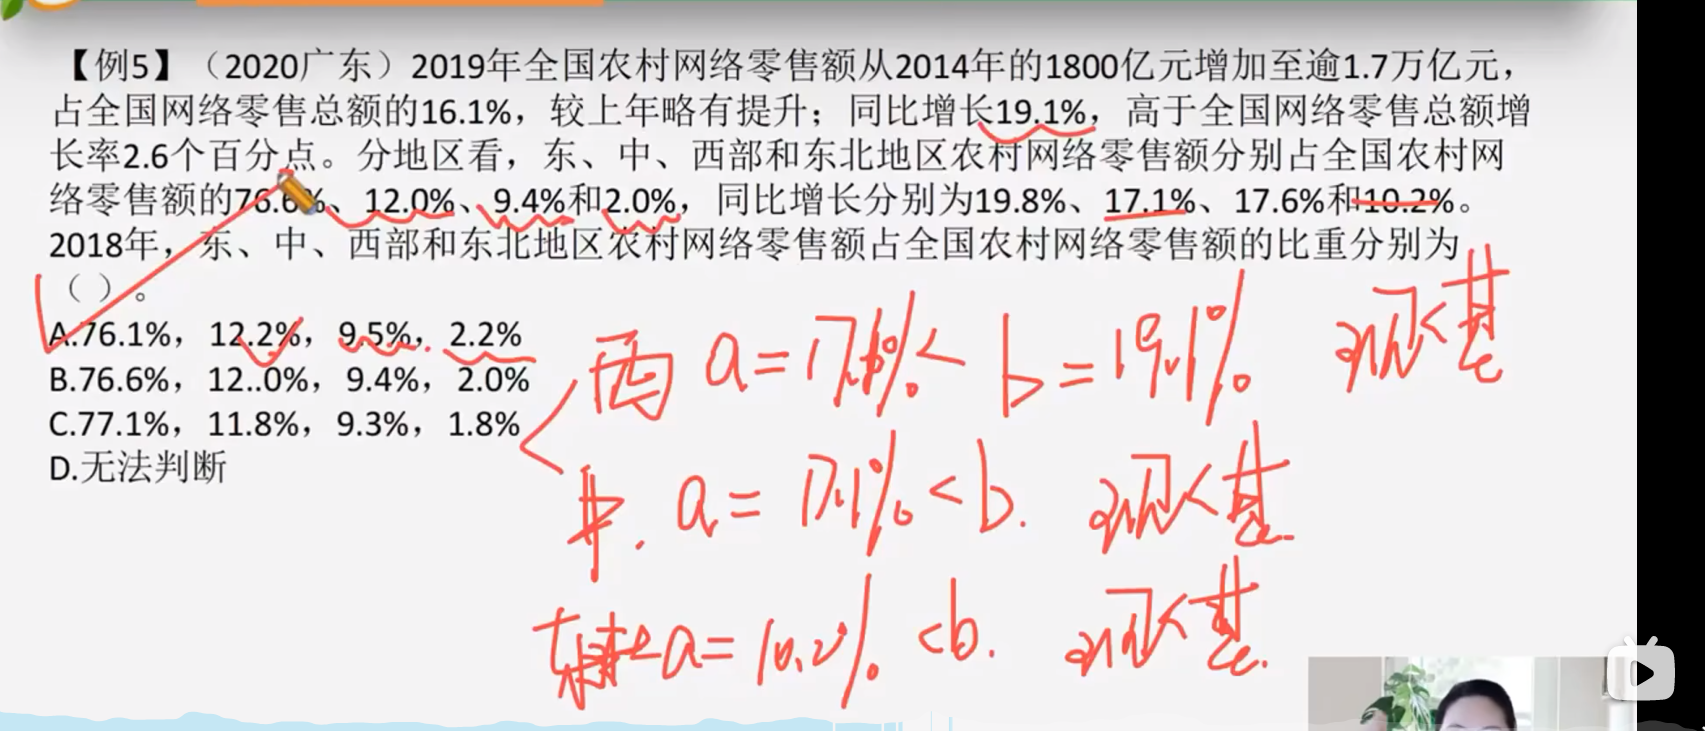 【例5】（2020广东）2019年全国农村网络零售额从2014年的1800亿元增加至逾1.7万亿元，
占全国网络零售总额的16.1%，较上年略有提升；同比增长19.1%，高于全国网络零售总额增
长率2.6个百分点。分地区看，东、中、西部和东北地区农村网络零售额分别占全国农村网
络零售额的76.6%、12.0%、9.4%和2.0%，同比增长分别为19.8%、17.1%、17.6%和10.2%。
2018年，东、中、西部和东北地区农村网络零售额占全国农村网络零售额的比重分别为
（ ）。
A.76.1%，12.2%，9.5%，2.2%
B.76.6%，12..0%，9.4%，2.0%
C.77.1%，11.8%，9.3%，1.8%
D.无法判断
西 a=17.6%< b=19.1% 现<基
中. a=17.1%<b. 现<基
东北 a=10.2% <b. 现<基.